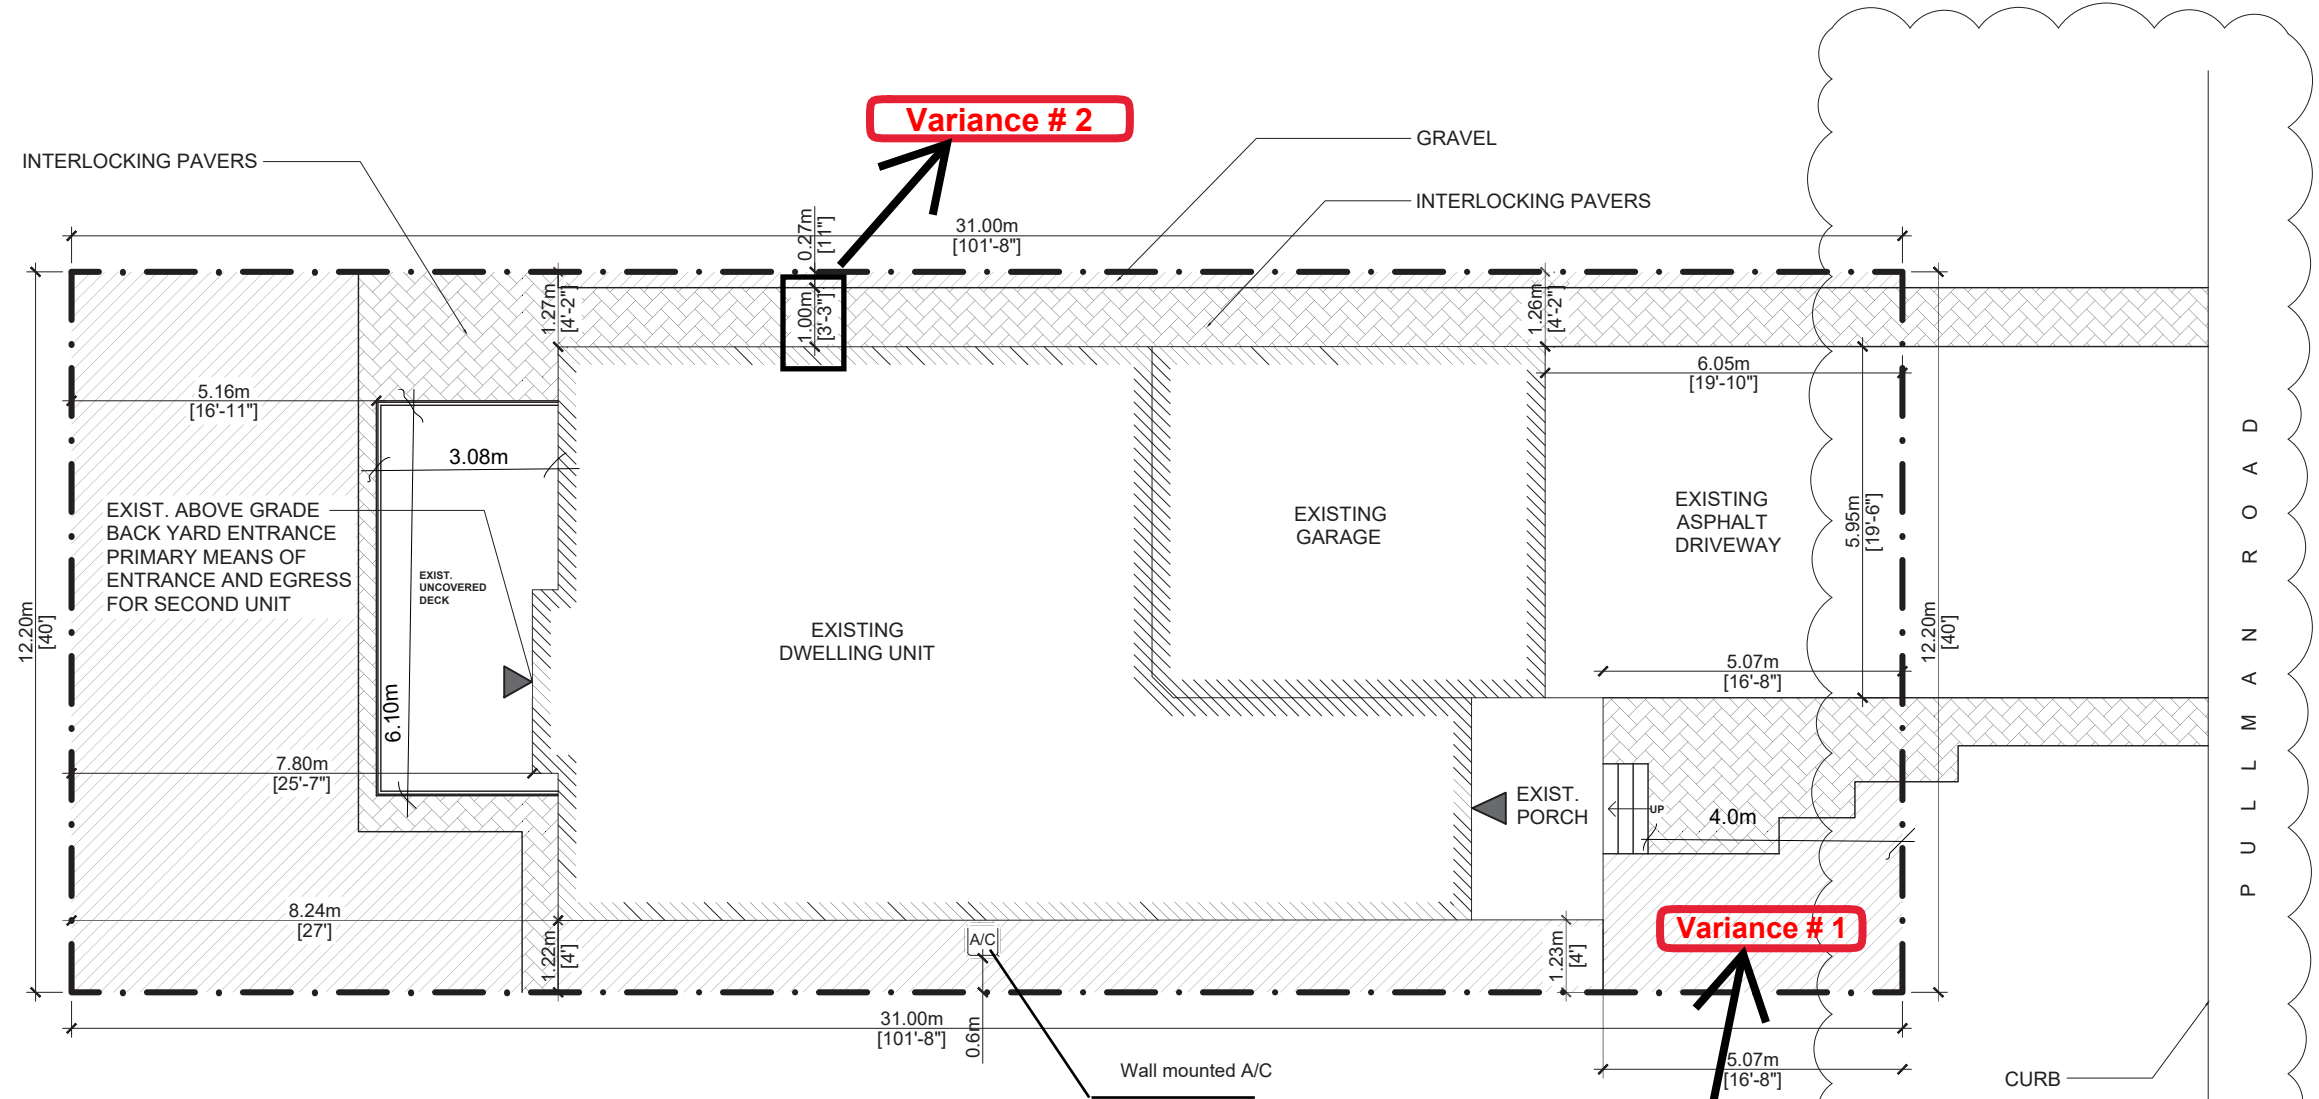 Variance # 2
GRAVEL
INTERLOCKING PAVERS
INTERLOCKING PAVERS
31.00m
[101'-8"]
0.27m
[11"]
1.27m
[4'-2"]
1.00m
[3'-3"]
1.26m
[4'-2"]
6.05m
[19'-10"]
5.16m
[16'-11"]
3.08m
EXIST. ABOVE GRADE
BACK YARD ENTRANCE
PRIMARY MEANS OF
ENTRANCE AND EGRESS
FOR SECOND UNIT
EXIST.
UNCOVERED
DECK
EXISTING
GARAGE
EXISTING
ASPHALT
DRIVEWAY
5.95m
[19'-6"]
PULLMAN ROAD
12.20m
[40']
EXISTING
DWELLING UNIT
12.20m
[40']
5.07m
[16'-8"]
6.10m
7.80m
[25'-7"]
EXIST.
PORCH
UP
4.0m
8.24m
[27']
1.22m
[4']
A/C
1.23m
[4']
Variance # 1
31.00m
[101'-8"]
0.6m
Wall mounted A/C
5.07m
[16'-8"]
CURB